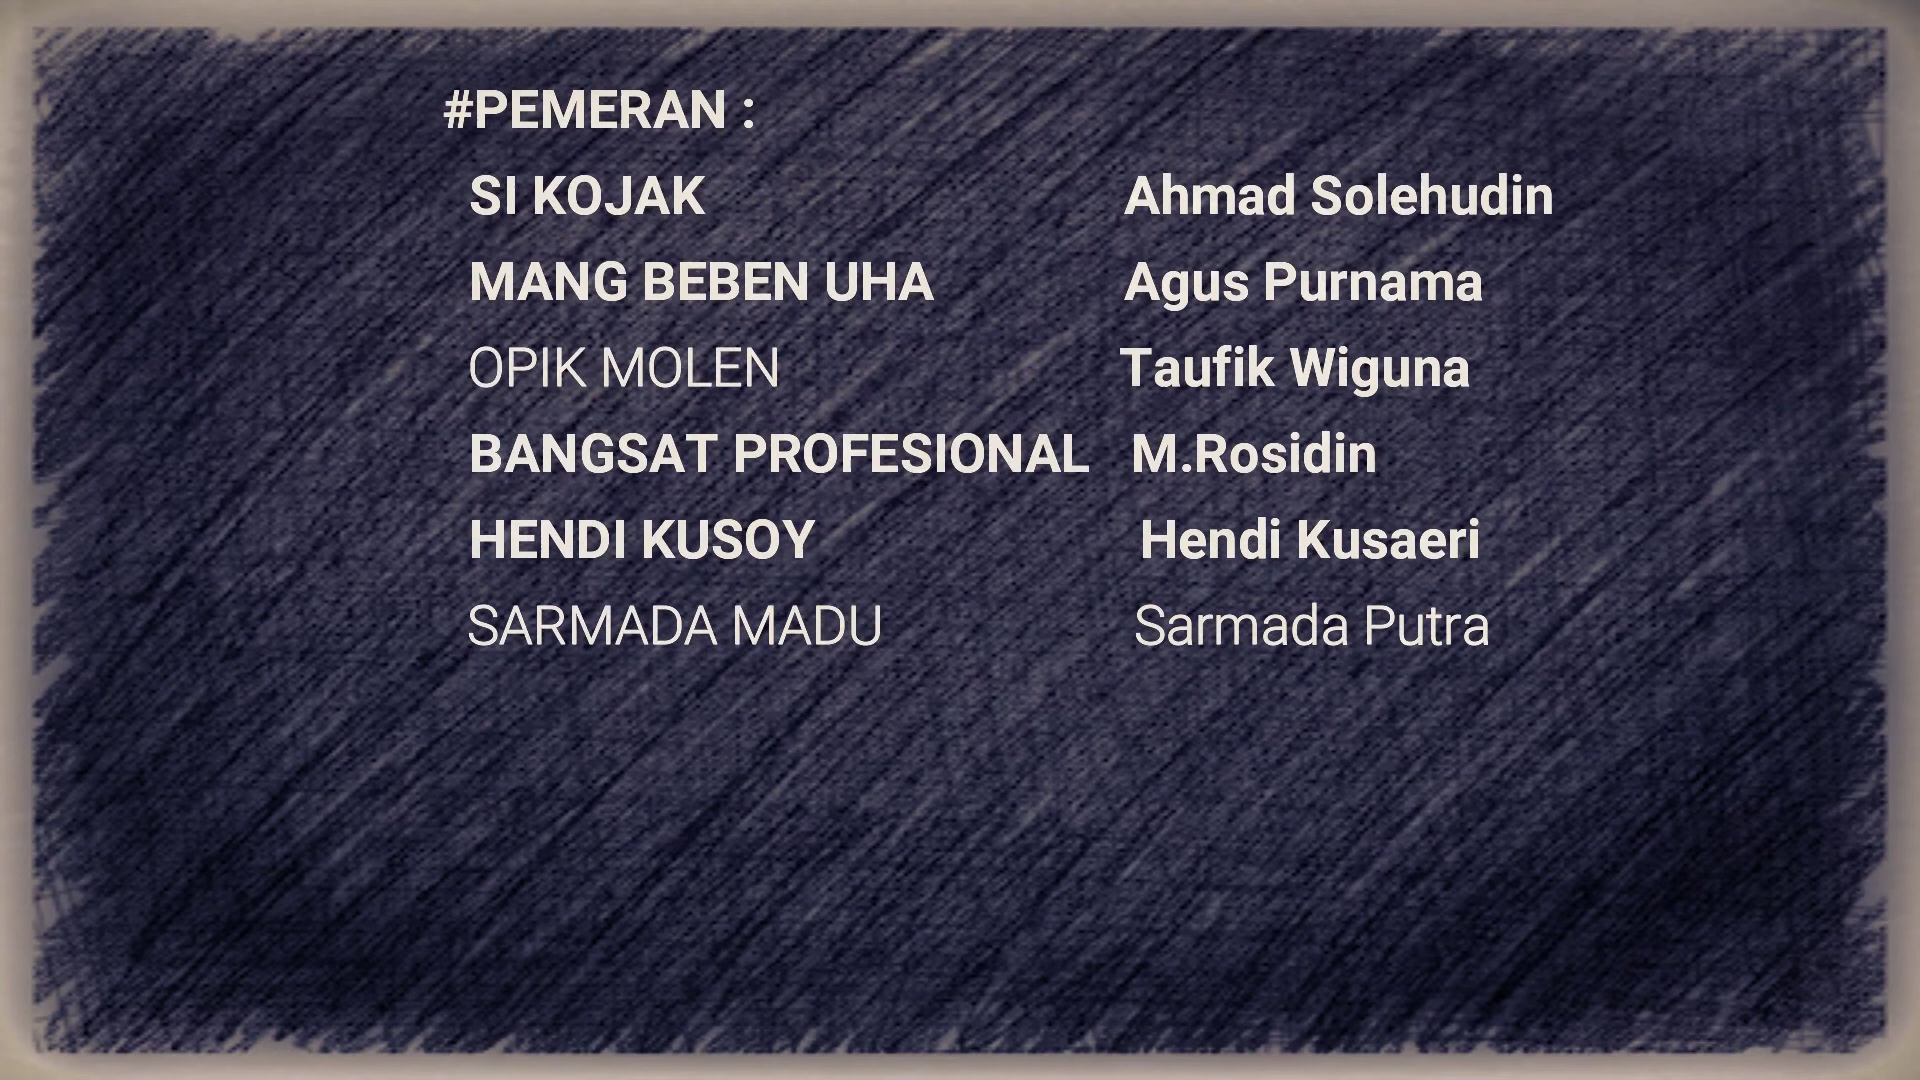 #PEMERAN :
SI KOJAK Ahmad Solehudin
MANG BEBEN UHA Agus Purnama
OPIK MOLEN Taufik Wiguna
BANGSAT PROFESIONAL M.Rosidin
HENDI KUSOY Hendi Kusaeri
SARMADA MADU Sarmada Putra